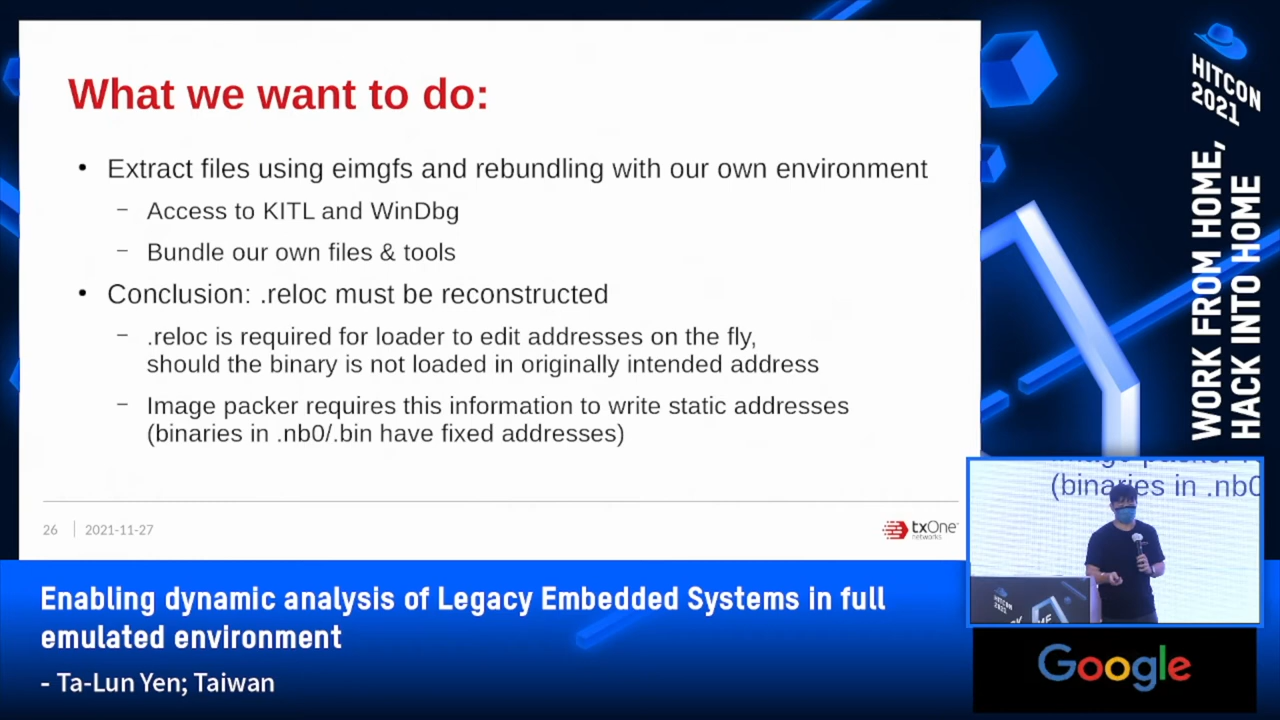 What we want to do:
• Extract files using eimgfs and rebundling with our own environment
– Access to KITL and WinDbg
– Bundle our own files & tools
• Conclusion: .reloc must be reconstructed
– .reloc is required for loader to edit addresses on the fly,
should the binary is not loaded in originally intended address
– Image packer requires this information to write static addresses
(binaries in .nb0/.bin have fixed addresses)
26
2021-11-27
txOne
networks
HITCON
2021
WORK FROM HOME,
HACK INTO HOME
(binaries in .nb0
HITCON
2021
Enabling dynamic analysis of Legacy Embedded Systems in full
emulated environment
- Ta-Lun Yen; Taiwan
Google